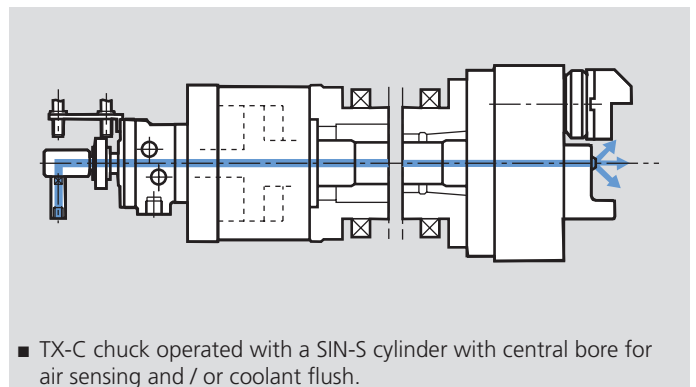 ■ TX-C chuck operated with a SIN-S cylinder with central bore for
air sensing and / or coolant flush.